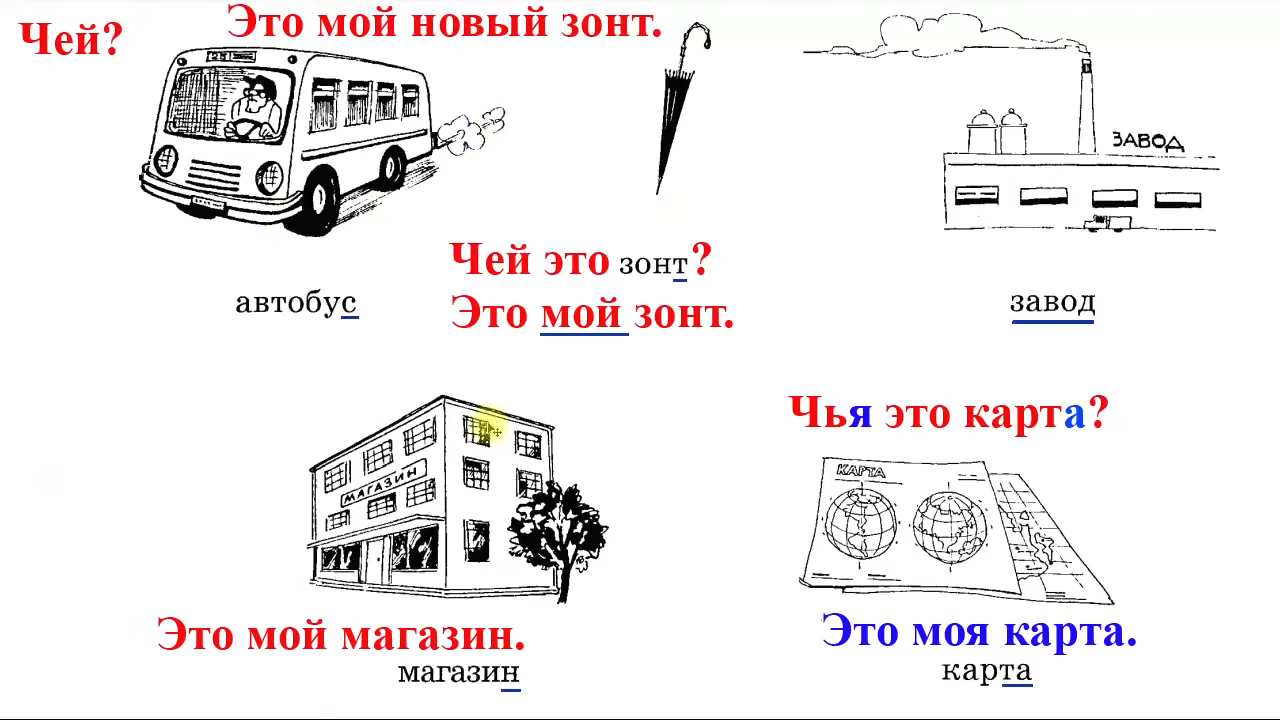 Чей?
Это мой новый зонт.
ЗАВОД
Чей это зонт?
Это мой зонт.
автобус
завод
Чья это карта?
МАГАЗИН
КАРТА
Это мой магазин.
магазин
Это моя карта.
карта